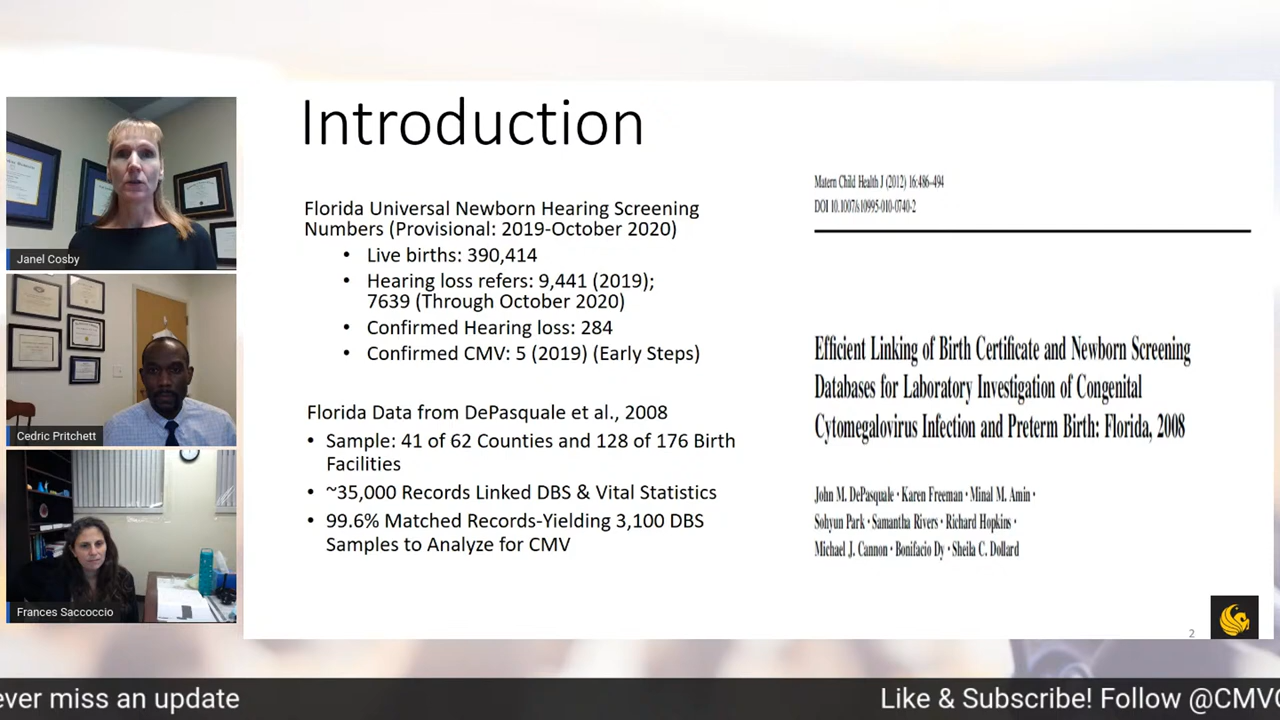 Introduction
Florida Universal Newborn Hearing Screening
Numbers (Provisional: 2019-October 2020)
• Live births: 390,414
• Hearing loss refers: 9,441 (2019);
7639 (Through October 2020)
• Confirmed Hearing loss: 284
• Confirmed CMV: 5 (2019) (Early Steps)
Florida Data from DePasquale et al., 2008
• Sample: 41 of 62 Counties and 128 of 176 Birth
Facilities
• ~35,000 Records Linked DBS & Vital Statistics
• 99.6% Matched Records-Yielding 3,100 DBS
Samples to Analyze for CMV
Matern Child Health J (2012) 16:486–494
DOI 10.1007/s10995-010-0740-2
Efficient Linking of Birth Certificate and Newborn Screening
Databases for Laboratory Investigation of Congenital
Cytomegalovirus Infection and Preterm Birth: Florida, 2008
John M. DePasquale · Karen Freeman · Minal M. Amin ·
Sohyun Park · Samantha Rivers · Richard Hopkins ·
Michael J. Cannon · Bonifacio Dy · Sheila C. Dollard
2
Janel Cosby
Cedric Pritchett
Frances Saccoccio
ever miss an update
Like & Subscribe! Follow @CMVC